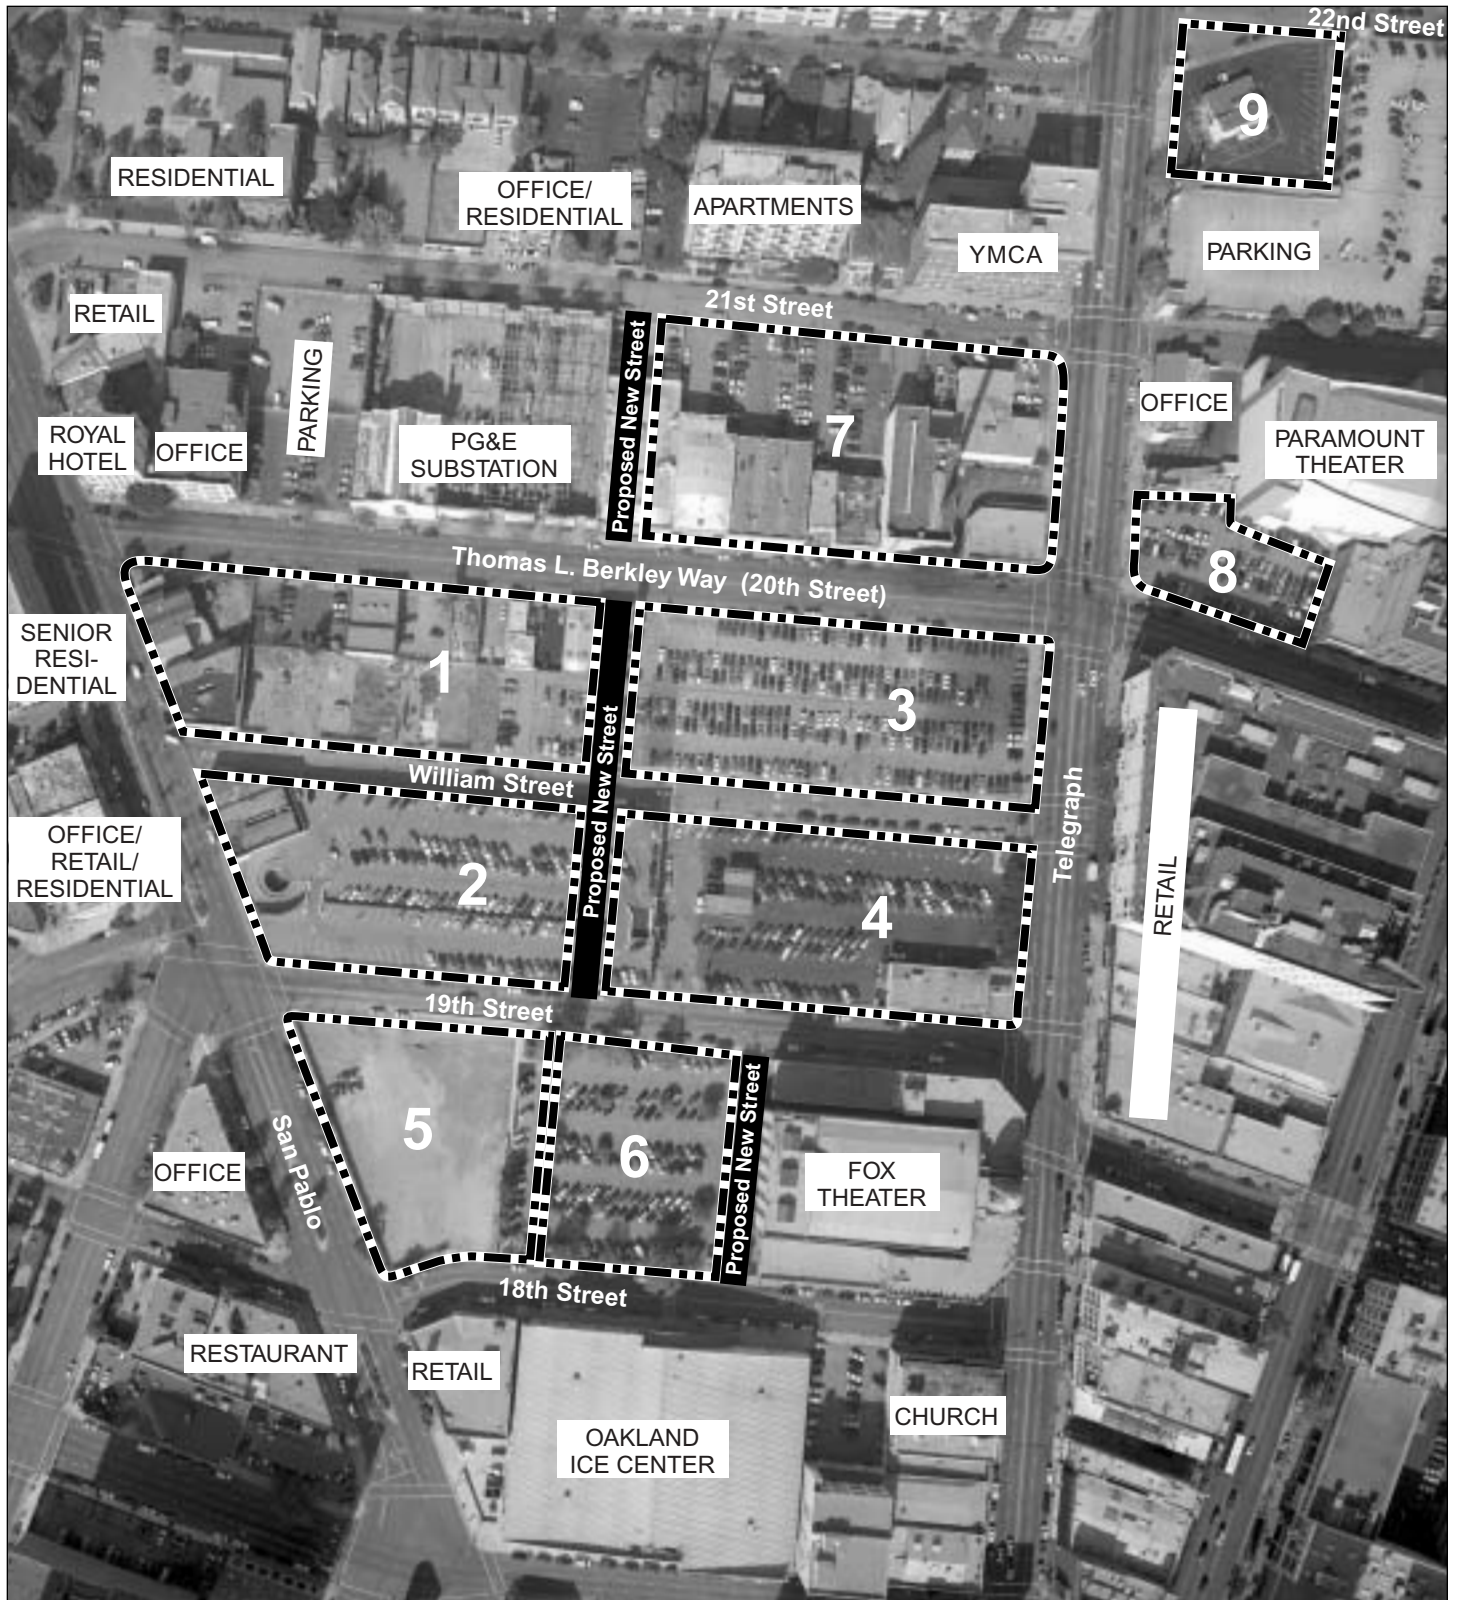 22nd Street
9
RESIDENTIAL
OFFICE/
RESIDENTIAL
APARTMENTS
YMCA
PARKING
RETAIL
21st Street
Proposed New Street
PARKING
OFFICE
ROYAL
HOTEL
OFFICE
PG&E
SUBSTATION
7
PARAMOUNT
THEATER
Thomas L. Berkley Way (20th Street)
8
SENIOR
RESI-
DENTIAL
1
3
Proposed New Street
William Street
Telegraph
OFFICE/
RETAIL/
RESIDENTIAL
2
4
RETAIL
19th Street
5
6
Proposed New Street
San Pablo
OFFICE
FOX
THEATER
18th Street
RESTAURANT
RETAIL
CHURCH
OAKLAND
ICE CENTER